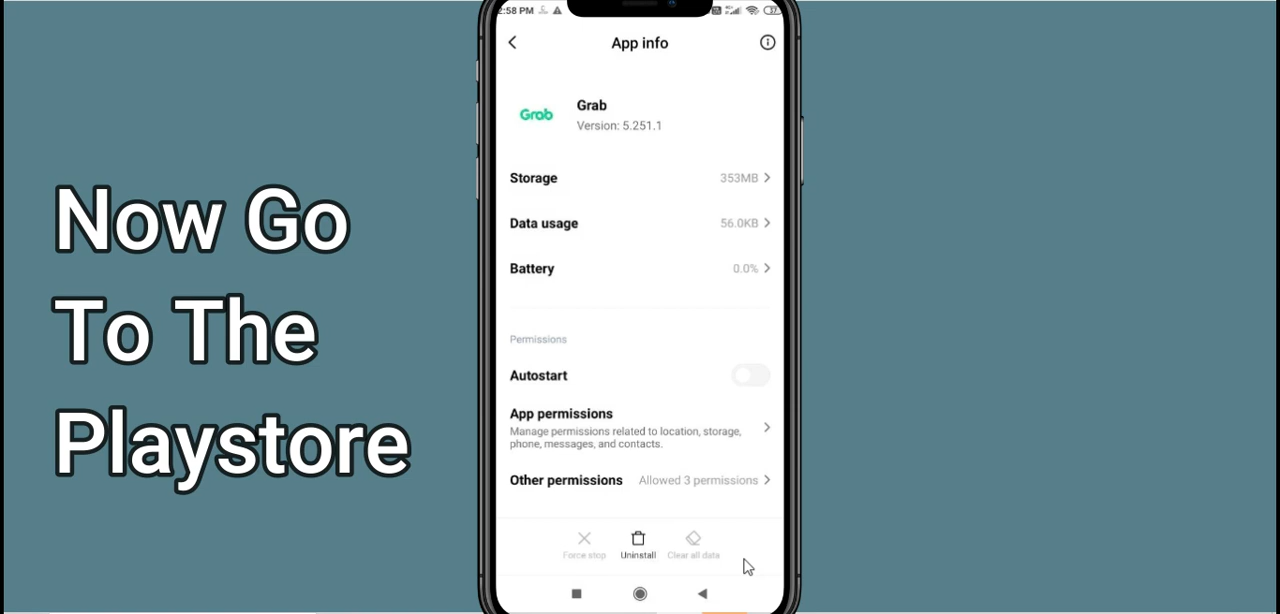 Now Go
To The
Playstore
2:58 PM
App info
Grab
Grab
Version: 5.251.1
Storage 353MB
Data usage 56.0KB
Battery 0.0%
Permissions
Autostart
App permissions
Manage permissions related to location, storage,
phone, messages, and contacts.
Other permissions Allowed 3 permissions
Force stop Uninstall Clear all data